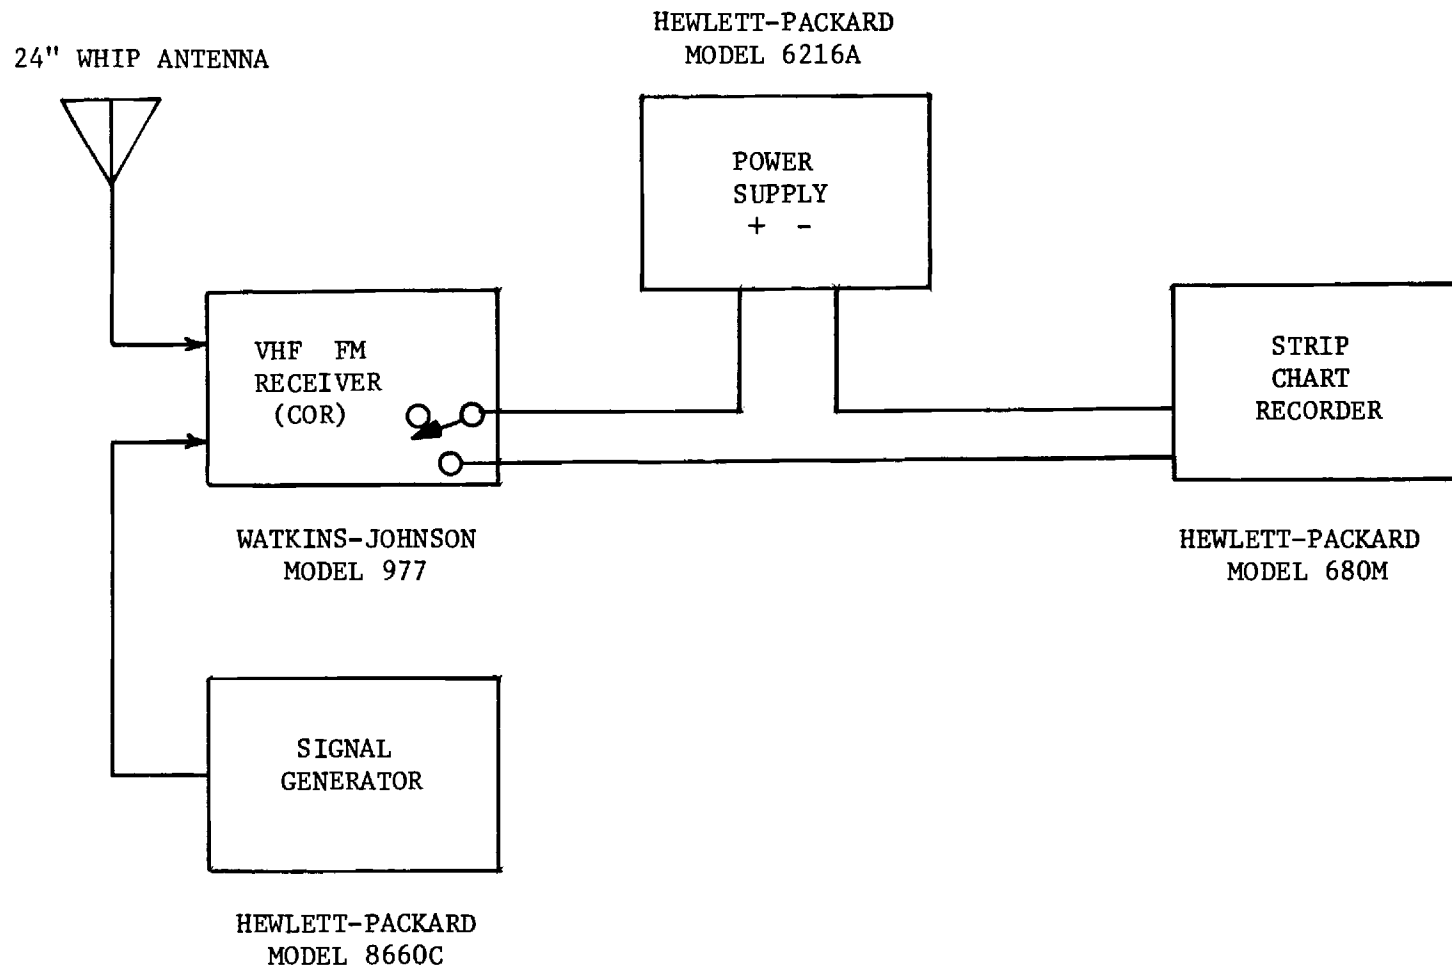 HEWLETT-PACKARD
MODEL 6216A
24" WHIP ANTENNA
POWER
SUPPLY
+ -
VHF FM
RECEIVER
(COR)
STRIP
CHART
RECORDER
WATKINS-JOHNSON
MODEL 977
HEWLETT-PACKARD
MODEL 680M
SIGNAL
GENERATOR
HEWLETT-PACKARD
MODEL 8660C